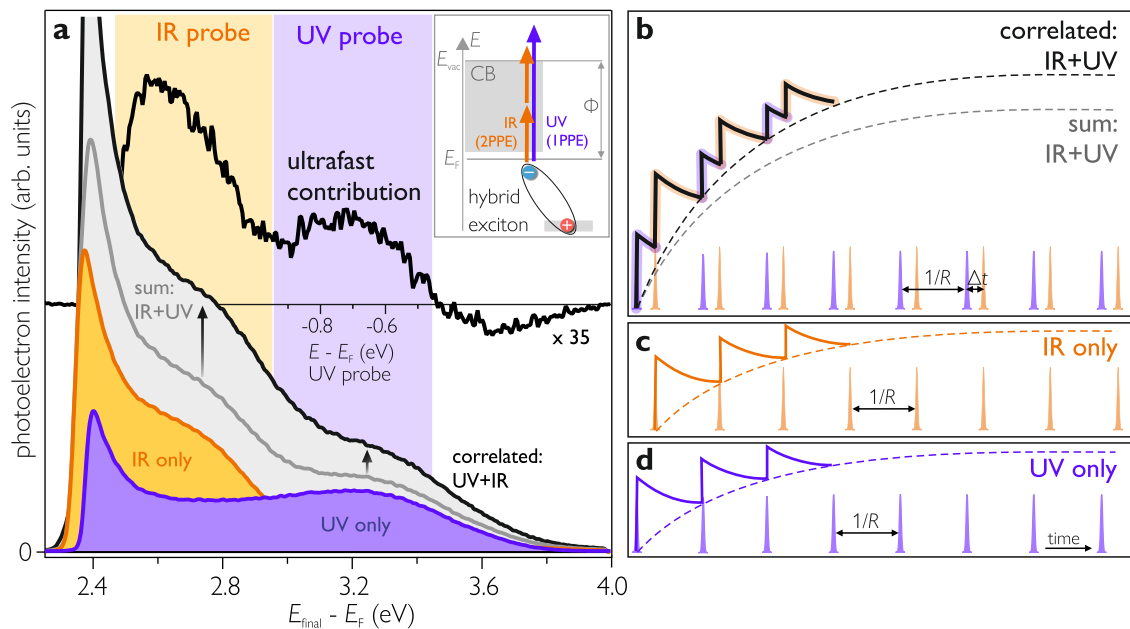 a
IR probe
UV probe
E
E_vac
CB
Φ
IR
(2PPE)
UV
(1PPE)
E_F
−
hybrid
exciton
+
ultrafast
contribution
photoelectron intensity (arb. units)
sum:
IR+UV
-0.8
-0.6
E - E_F (eV)
UV probe
x 35
IR only
correlated:
UV+IR
UV only
0
2.4
2.8
3.2
3.6
4.0
E_final - E_F (eV)
b
correlated:
IR+UV
sum:
IR+UV
1/R
Δt
c
IR only
1/R
d
UV only
1/R
time